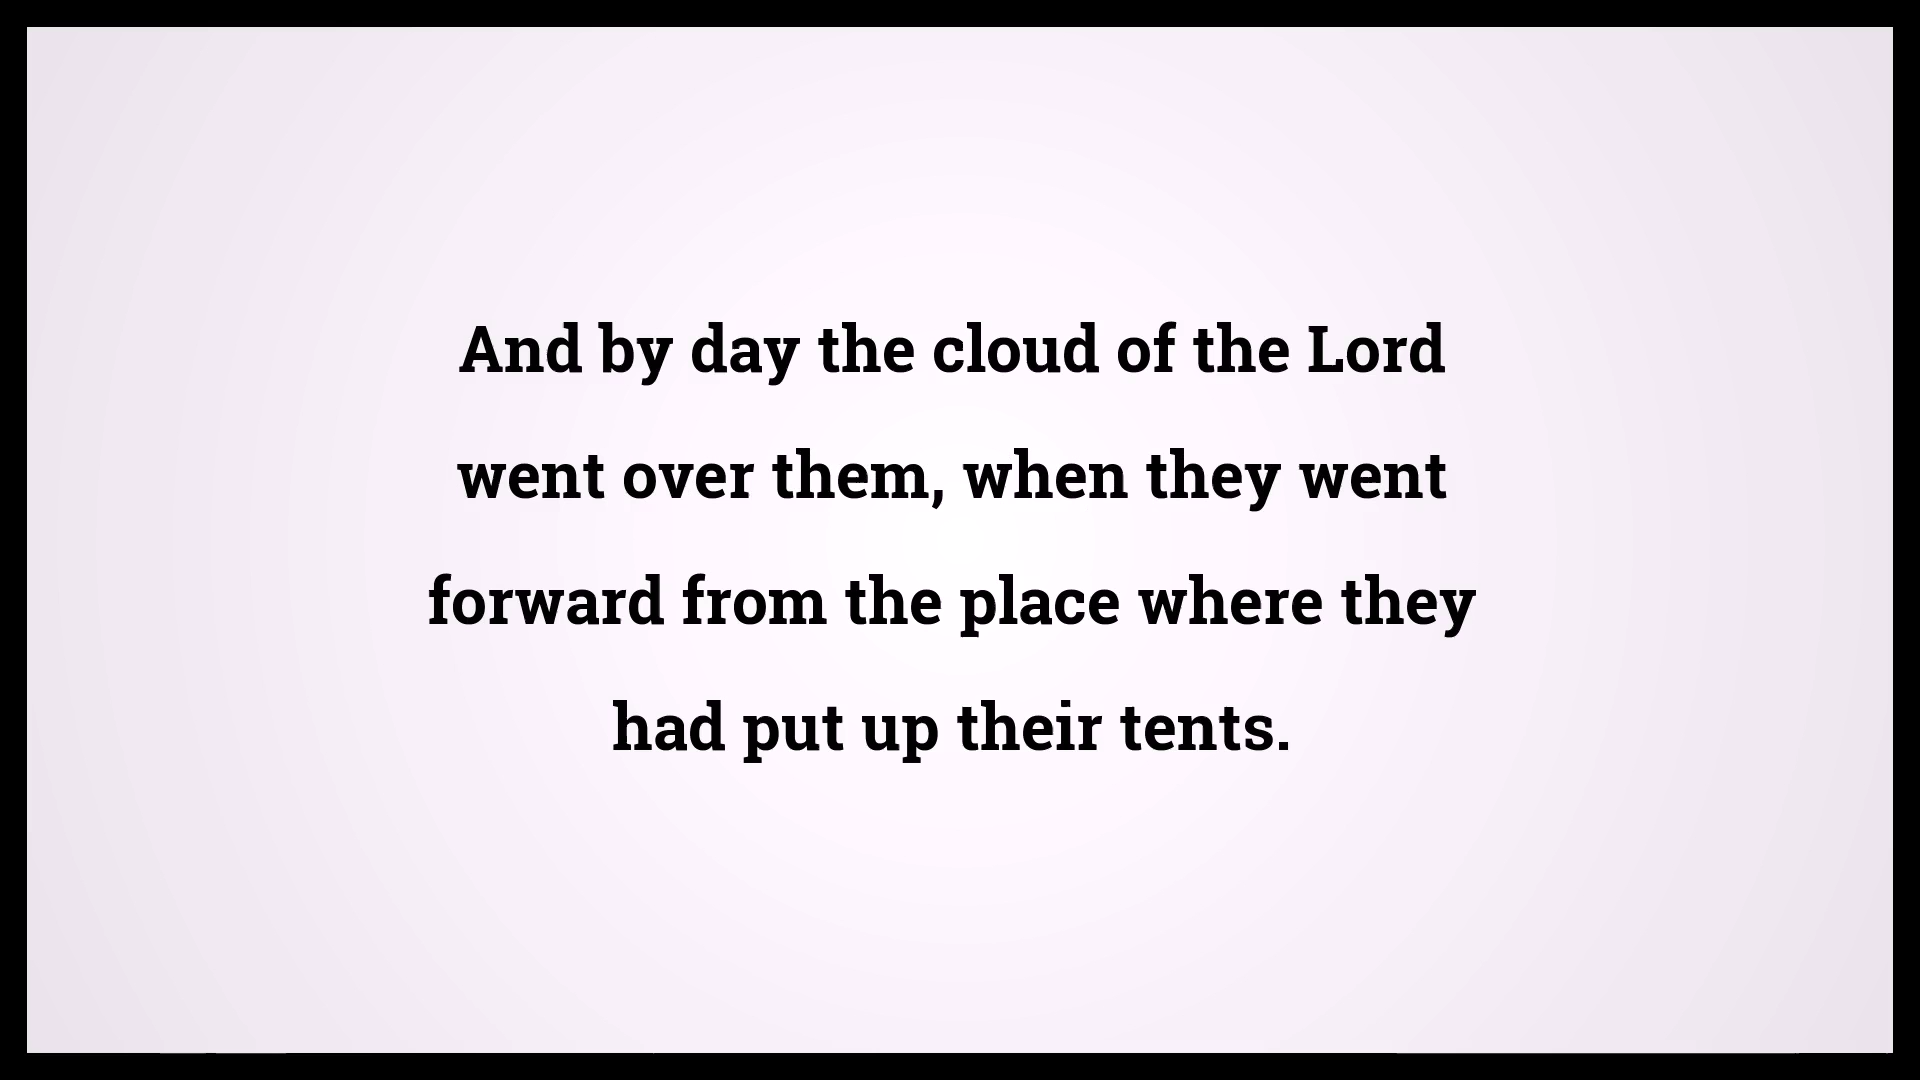 And by day the cloud of the Lord
went over them, when they went
forward from the place where they
had put up their tents.